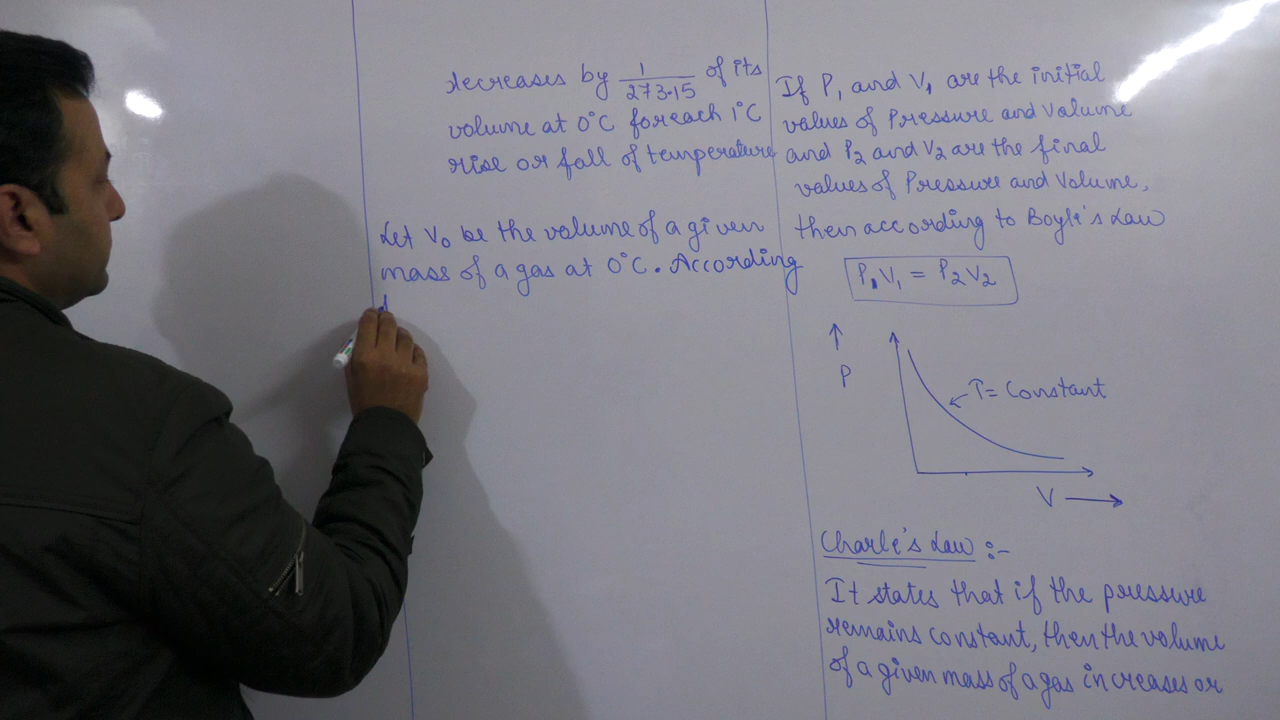 decreases by 1/273.15 of its
volume at 0°C for each 1°C
rise or fall of temperature
Let V₀ be the volume of a given
mass of a gas at 0°C. According
If P₁ and V₁ are the initial
values of Pressure and Volume
and P₂ and V₂ are the final
values of Pressure and Volume,
then according to Boyle's Law
P₁V₁ = P₂V₂
↑
P
T = Constant
V →
Charle's Law :-
It states that if the pressure
remains constant, then the volume
of a given mass of a gas increases or